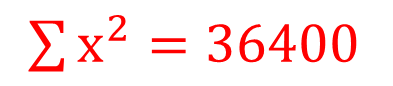 ∑x² = 36400